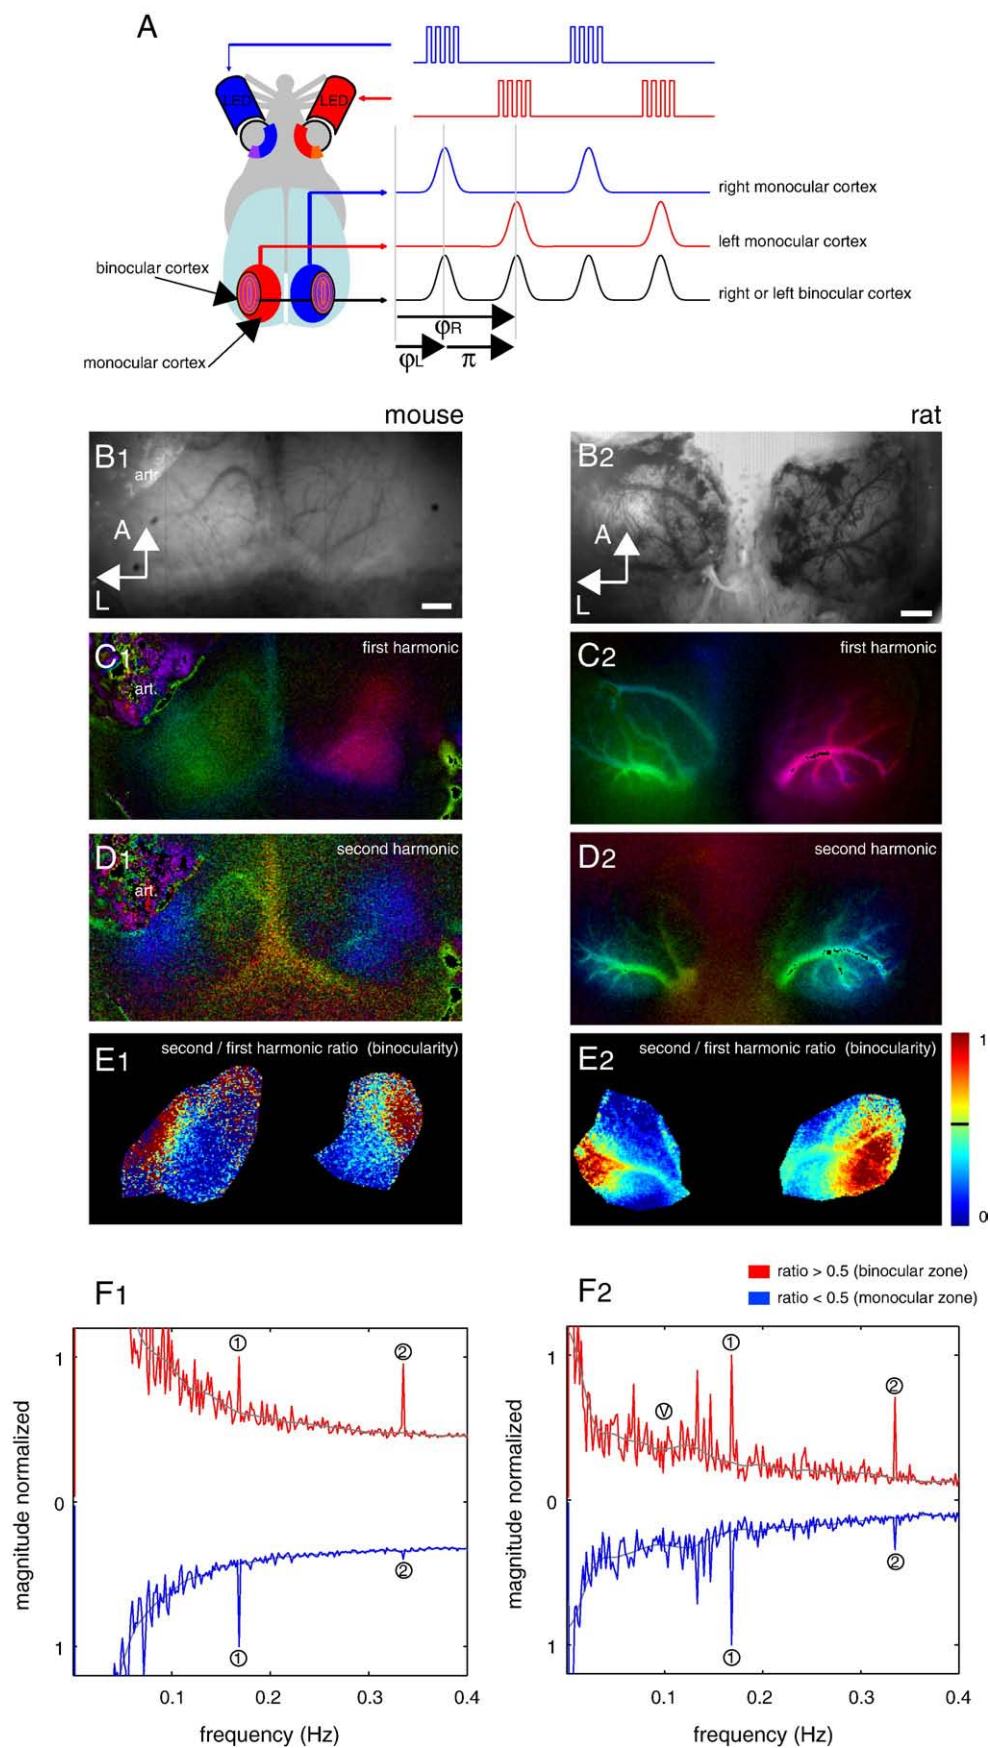 A
LED LED
right monocular cortex
left monocular cortex
binocular cortex
right or left binocular cortex
φR
monocular cortex
φL π
mouse rat
B1
art.
A
L
B2
A
L
C1 first harmonic
art.
C2 first harmonic
D1 second harmonic
art.
D2 second harmonic
E1 second / first harmonic ratio (binocularity)
E2 second / first harmonic ratio (binocularity)
1
0
ratio > 0.5 (binocular zone)
ratio < 0.5 (monocular zone)
F1
magnitude normalized
1
0
1
① ②
② ①
0.1 0.2 0.3 0.4
frequency (Hz)
F2
magnitude normalized
1
0
1
① ②
Ⓥ
② ①
0.1 0.2 0.3 0.4
frequency (Hz)